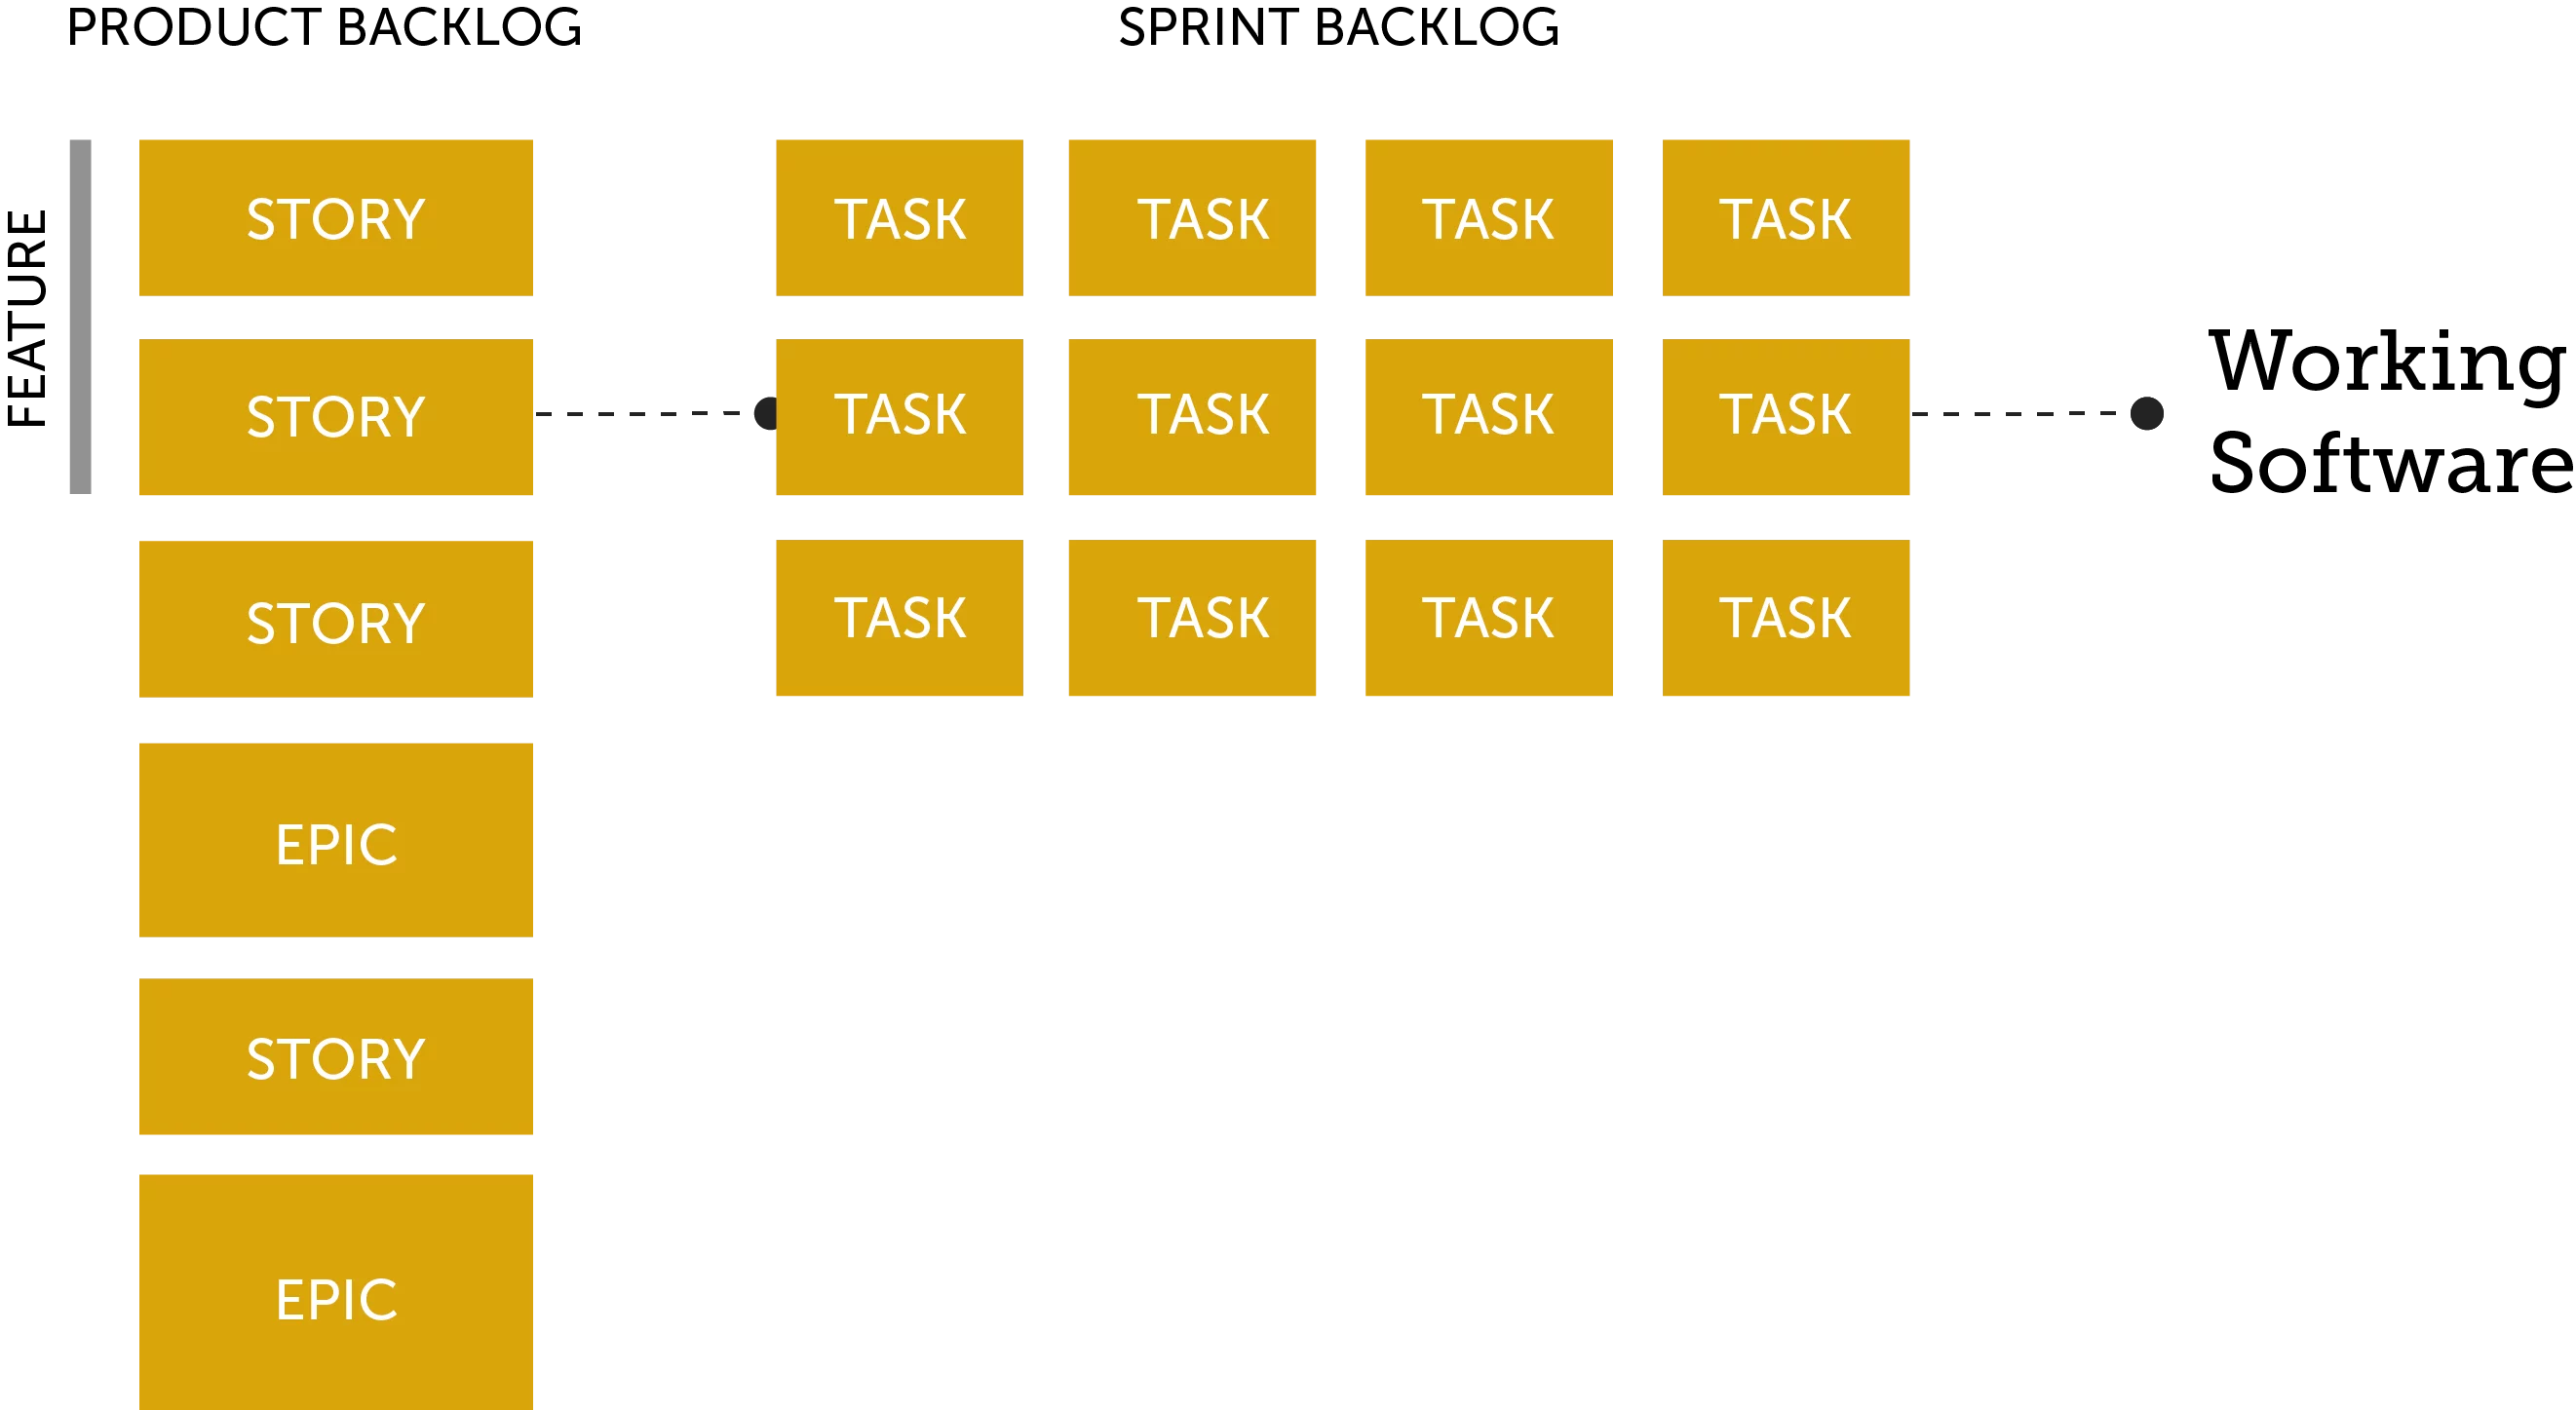 PRODUCT BACKLOG
SPRINT BACKLOG
FEATURE
STORY
TASK
TASK
TASK
TASK
STORY
TASK
TASK
TASK
TASK
Working
Software
STORY
TASK
TASK
TASK
TASK
EPIC
STORY
EPIC